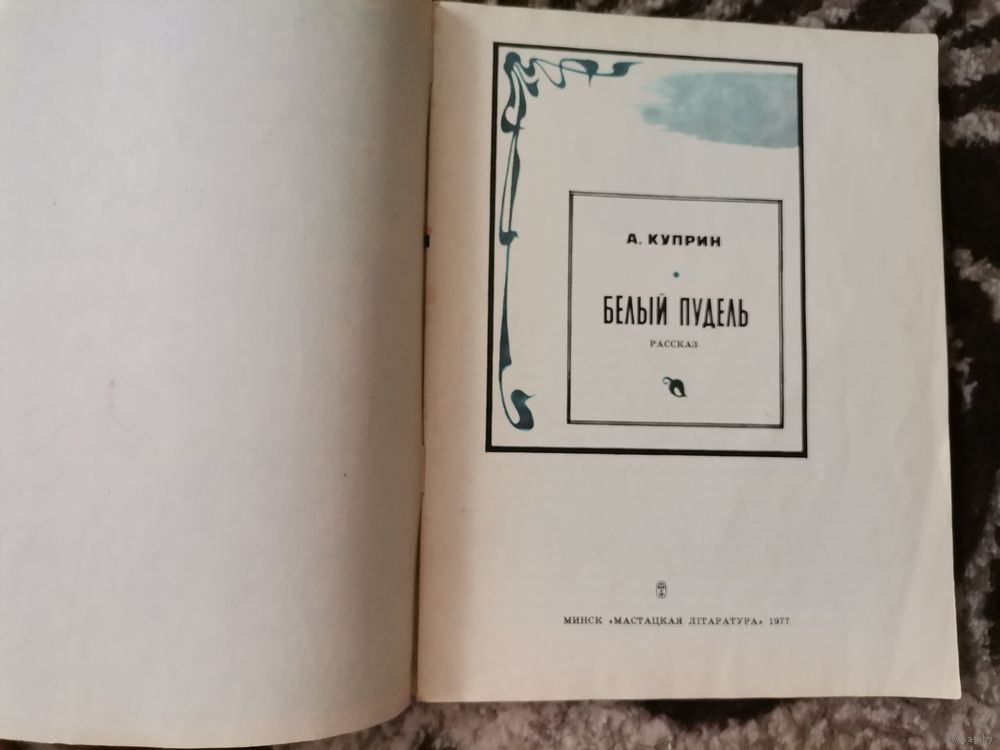 А. КУПРИН
БЕЛЫЙ ПУДЕЛЬ
РАССКАЗ
МИНСК «МАСТАЦКАЯ ЛІТАРАТУРА» 1977